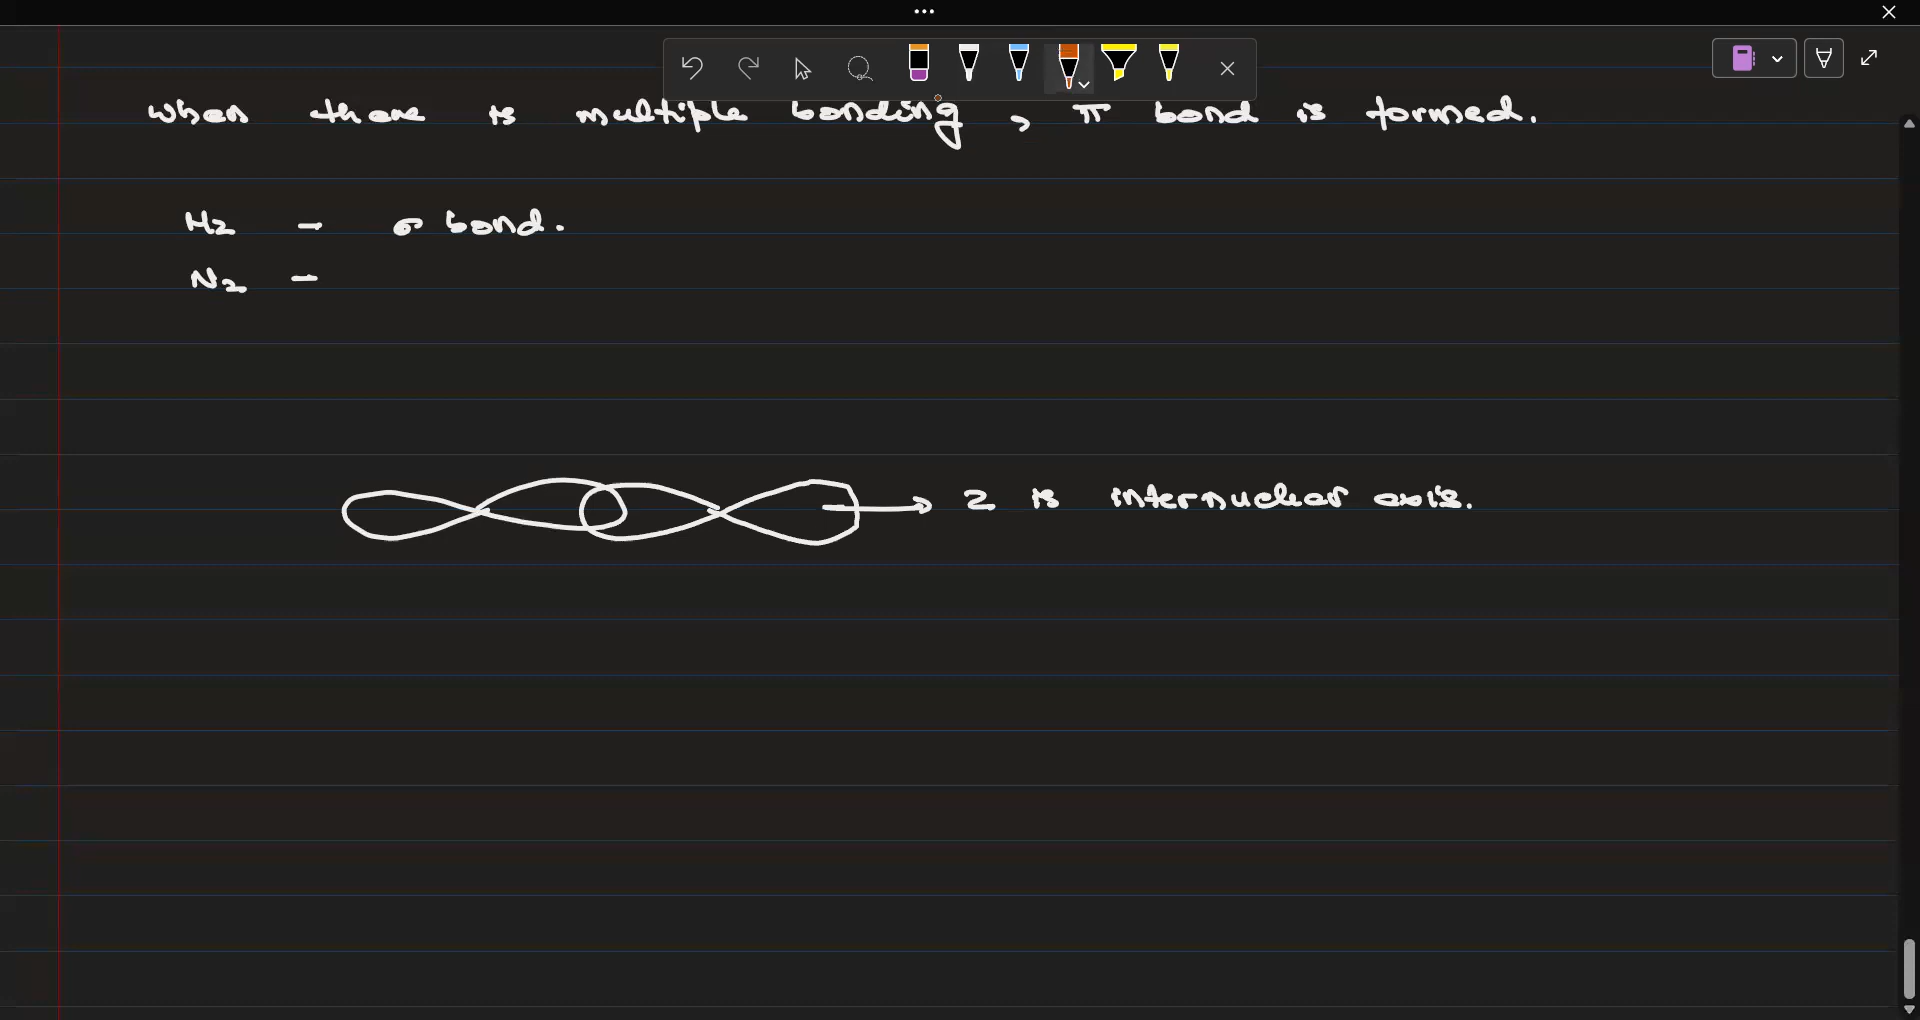 when there is multiple bonding, π bond is formed.
H2 - σ bond.
N2 -
Z is internuclear axis.